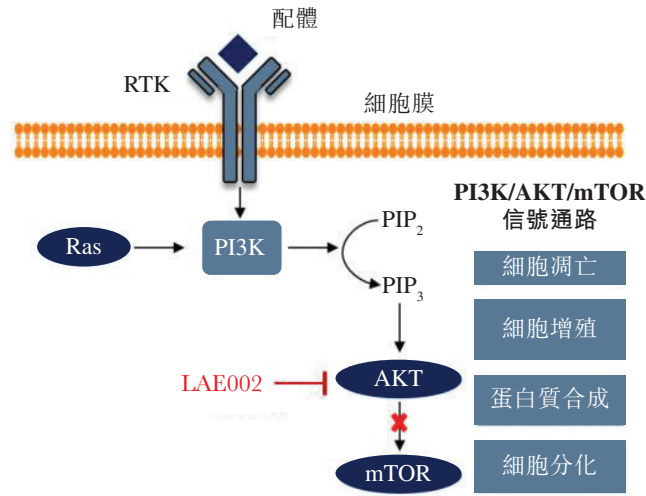 配體
RTK
細胞膜
PI3K/AKT/mTOR
信號通路
Ras
PI3K
PIP₂
PIP₃
細胞凋亡
細胞增殖
LAE002
AKT
蛋白質合成
mTOR
細胞分化